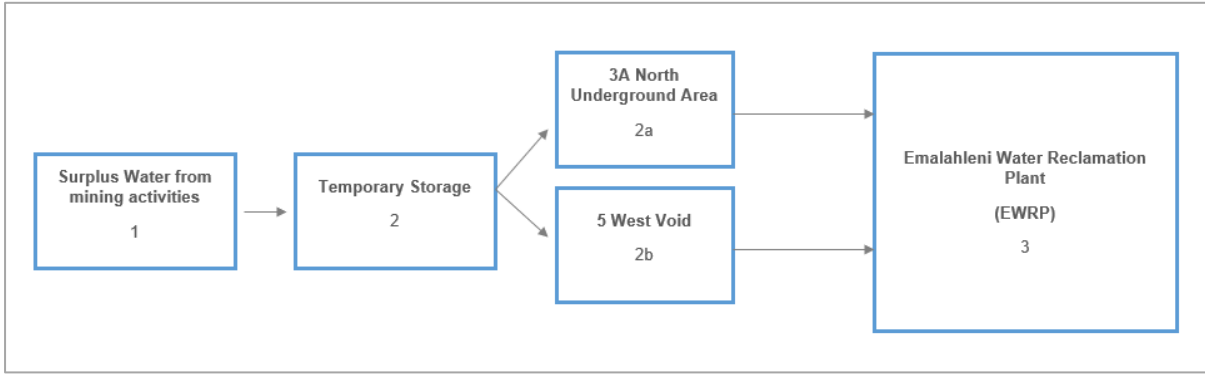 Surplus Water from
mining activities
1
Temporary Storage
2
3A North
Underground Area
2a
5 West Void
2b
Emalahleni Water Reclamation
Plant
(EWRP)
3